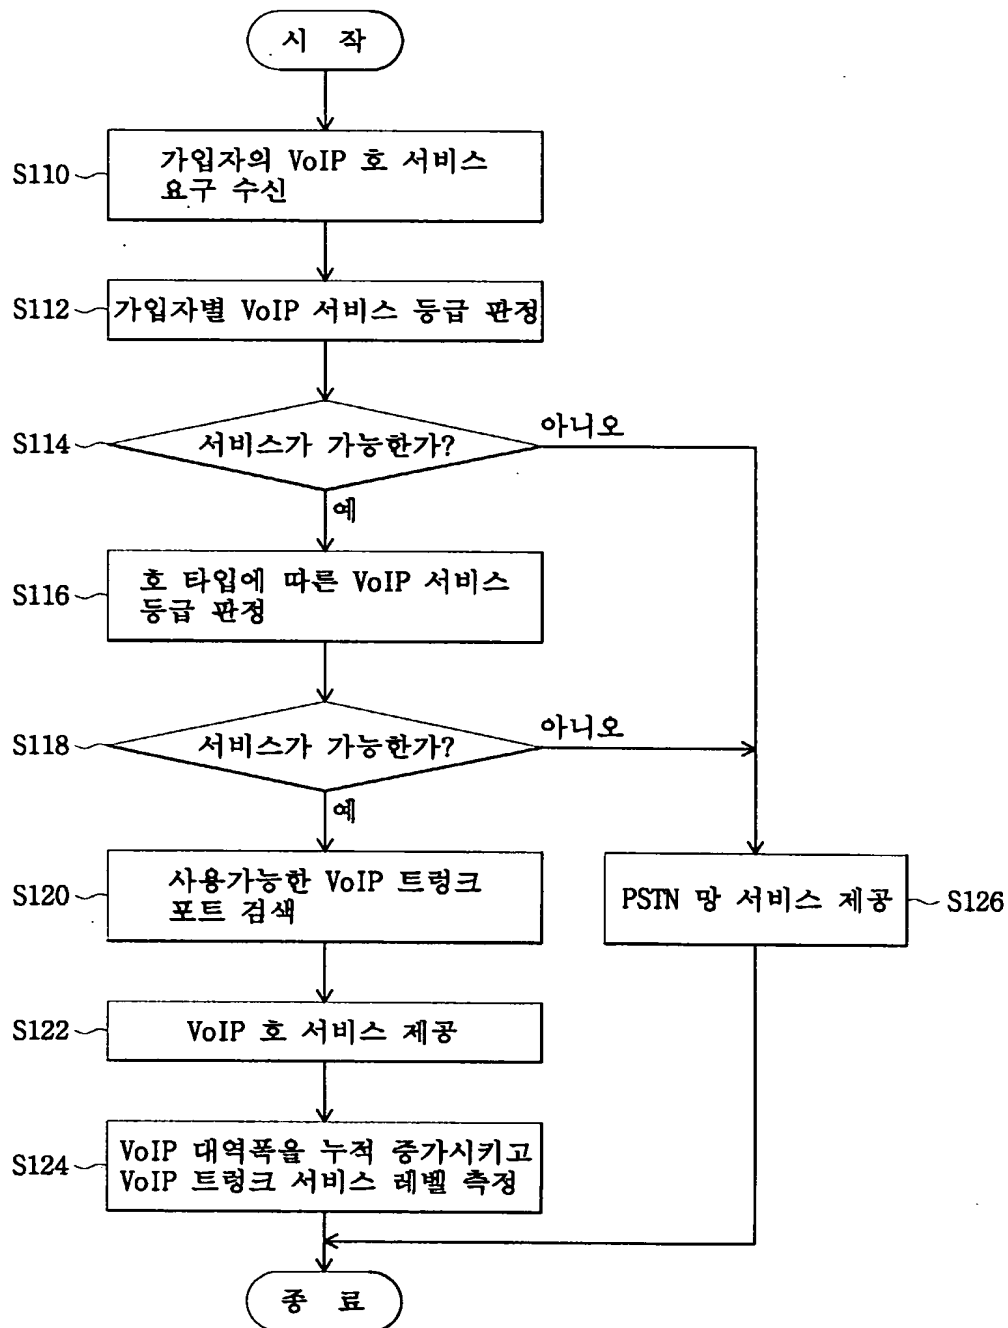 시 작
S110
가입자의 VoIP 호 서비스
요구 수신
S112
가입자별 VoIP 서비스 등급 판정
S114
서비스가 가능한가?
아니오
예
S116
호 타입에 따른 VoIP 서비스
등급 판정
S118
서비스가 가능한가?
아니오
예
S120
사용가능한 VoIP 트렁크
포트 검색
PSTN 망 서비스 제공
S126
S122
VoIP 호 서비스 제공
S124
VoIP 대역폭을 누적 증가시키고
VoIP 트렁크 서비스 레벨 측정
종 료